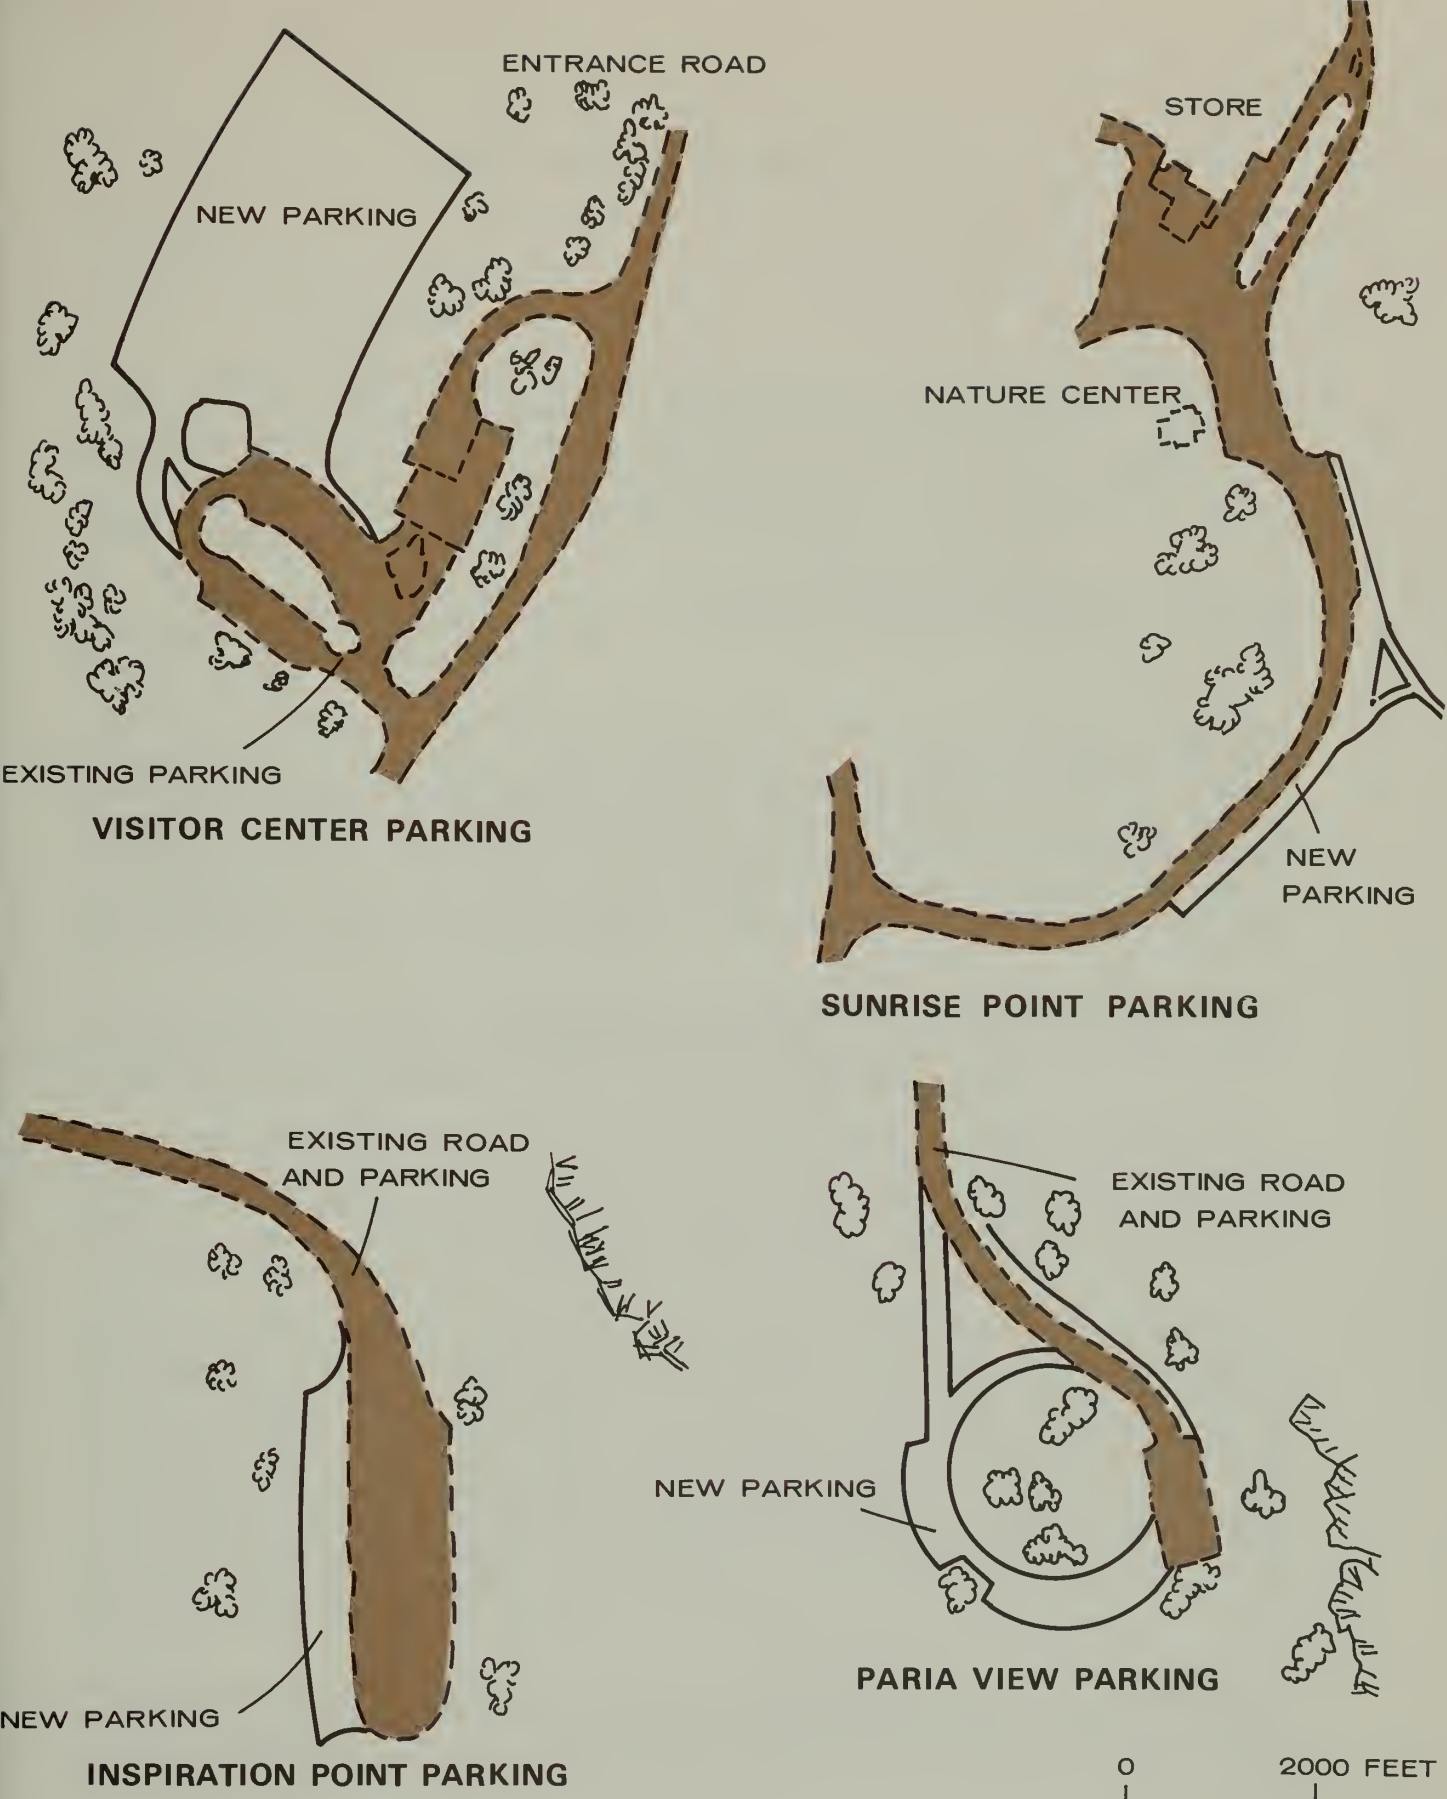 ENTRANCE ROAD
NEW PARKING
EXISTING PARKING
VISITOR CENTER PARKING
STORE
NATURE CENTER
NEW
PARKING
SUNRISE POINT PARKING
EXISTING ROAD
AND PARKING
NEW PARKING
INSPIRATION POINT PARKING
EXISTING ROAD
AND PARKING
NEW PARKING
PARIA VIEW PARKING
0 2000 FEET